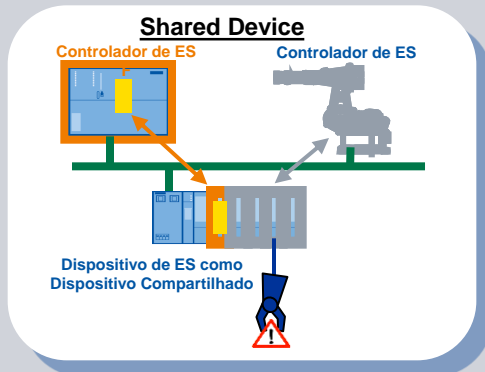 Shared Device
Controlador de ES
Controlador de ES
Dispositivo de ES como
Dispositivo Compartilhado
!